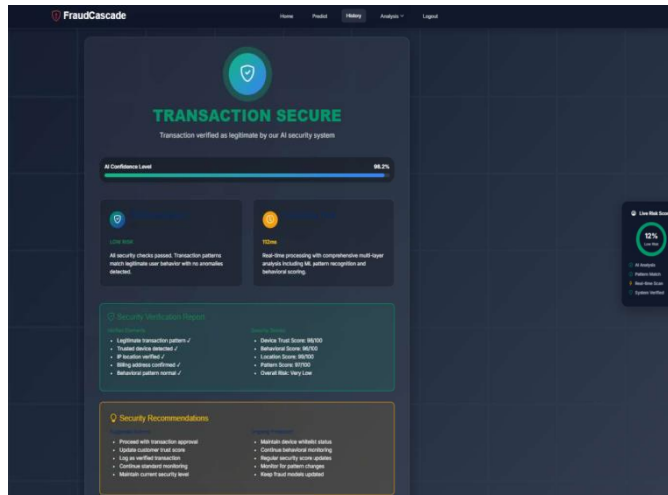 FraudCascade
Home Predict History Analysis Logout
TRANSACTION SECURE
Transaction verified as legitimate by our AI security system
AI Confidence Level 98.2%
LOW RISK
All security checks passed. Transaction patterns
match legitimate user behavior with no anomalies
detected.
112ms
Real-time processing with comprehensive multi-layer
analysis including ML pattern recognition and
behavioral scoring.
Live Risk Scor
12%
Low Risk
AI Analysis
Pattern Match
Real-time Scan
System Verified
Security Verification Report
• Legitimate transaction pattern ✓
• Trusted device detected ✓
• IP location verified ✓
• Billing address confirmed ✓
• Behavioral pattern normal ✓
• Device Trust Score: 98/100
• Behavioral Score: 96/100
• Location Score: 99/100
• Pattern Score: 97/100
• Overall Risk: Very Low
Security Recommendations
• Proceed with transaction approval
• Update customer trust score
• Log as verified transaction
• Continue standard monitoring
• Maintain current security level
• Maintain device whitelist status
• Continue behavioral monitoring
• Regular security score updates
• Monitor for pattern changes
• Keep fraud models updated